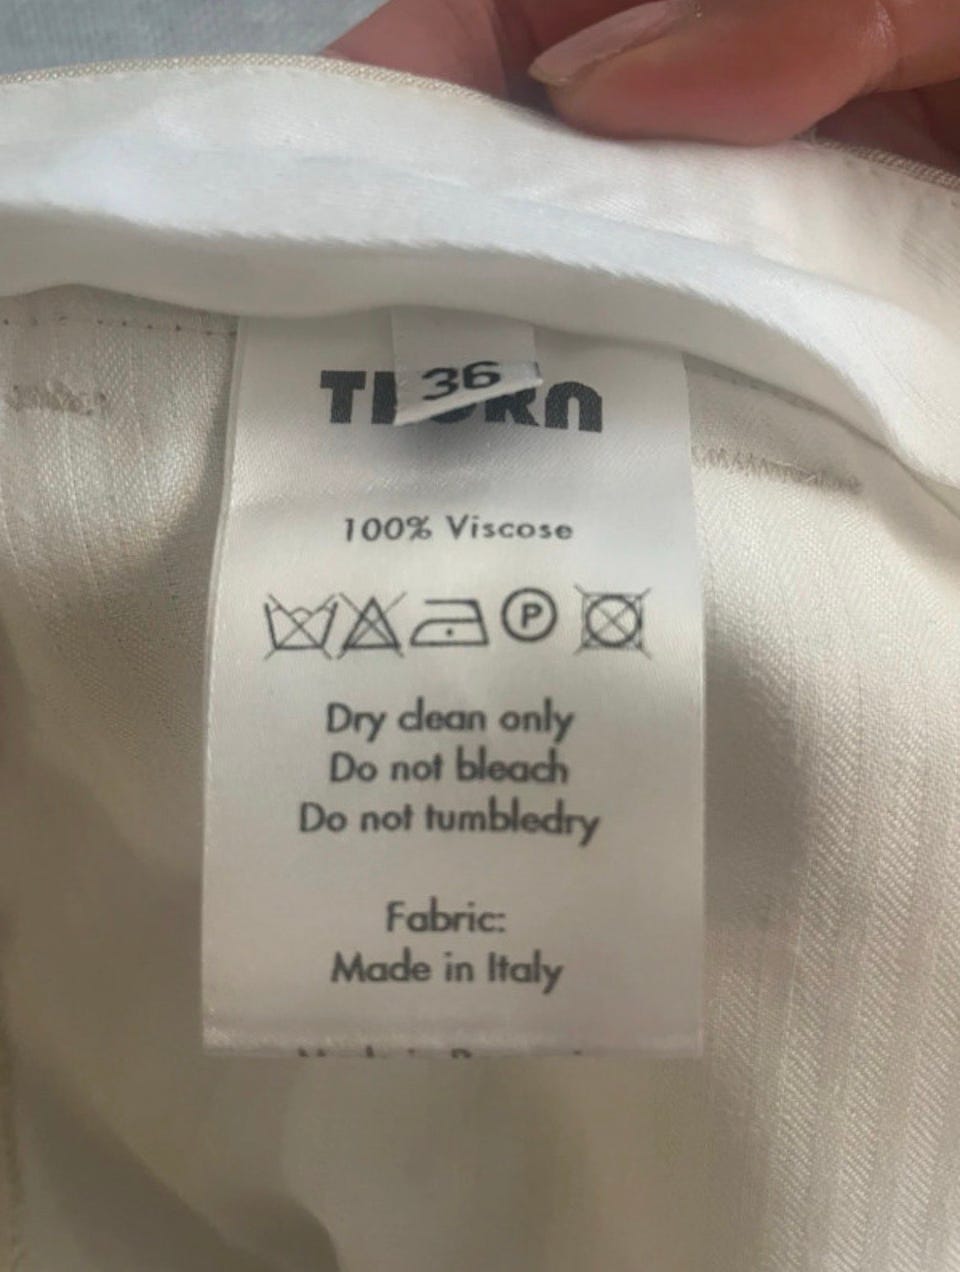 36
100% Viscose
P
Dry clean only
Do not bleach
Do not tumbledry
Fabric:
Made in Italy